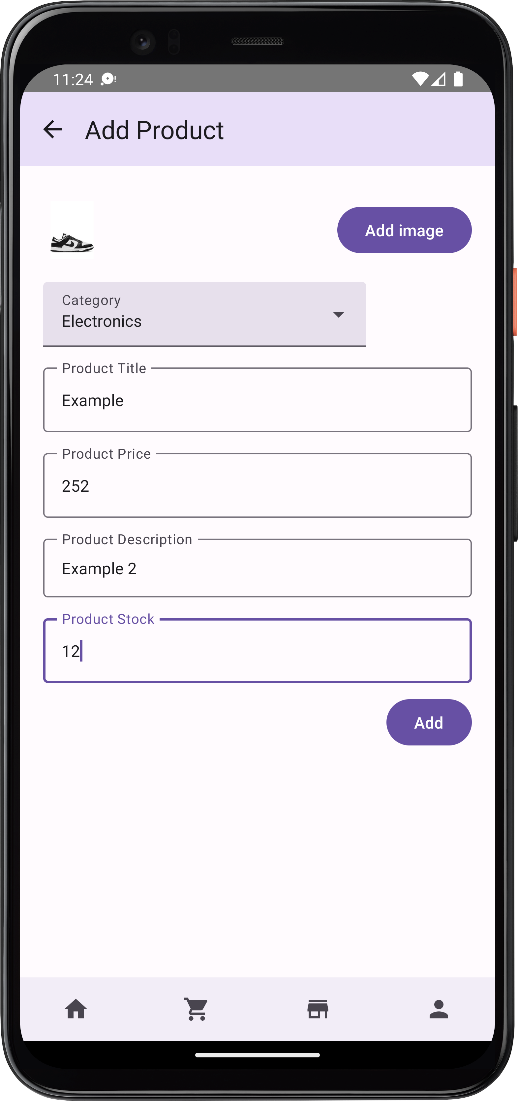 11:24
Add Product
Add image
Category
Electronics
Product Title
Example
Product Price
252
Product Description
Example 2
Product Stock
12
Add